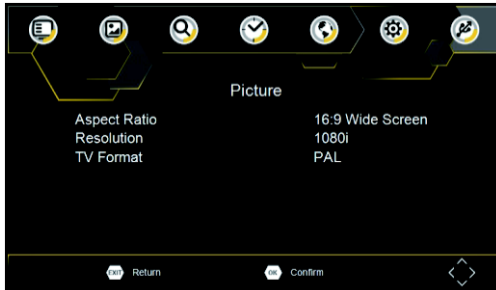 Picture
Aspect Ratio 16:9 Wide Screen
Resolution 1080i
TV Format PAL
EXIT Return OK Confirm